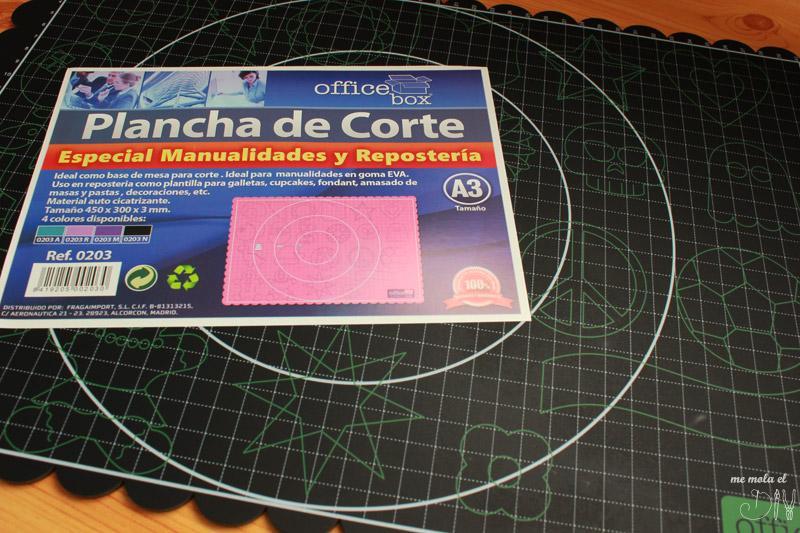 office
box
Plancha de Corte
Especial Manualidades y Repostería
Ideal como base de mesa para corte . Ideal para manualidades en goma EVA.
Uso en repostería como plantilla para galletas, cupcakes, fondant, amasado de
masas y pastas , decoraciones, etc.
Material auto cicatrizante.
Tamaño 450 x 300 x 3 mm.
4 colores disponibles:
0203 A 0203 R 0203 M 0203 N
Ref. 0203
A3
Tamaño
8419205002030
100%
DISTRIBUIDO POR: FRAGAIMPORT, S.L. C.I.F. B-81313215,
C/ AERONAUTICA 21 - 23. 28923, ALCORCON, MADRID.
me mola el
DIY
offic